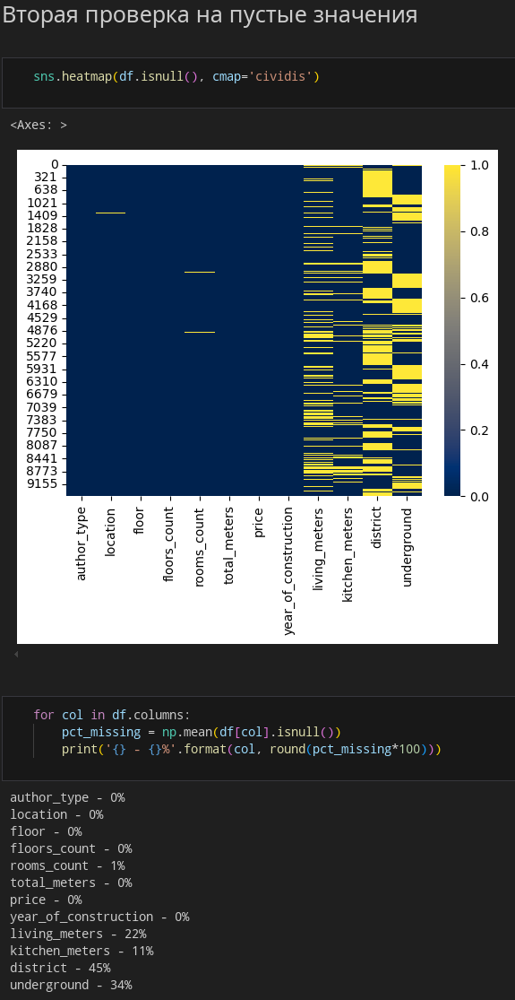 Вторая проверка на пустые значения
sns.heatmap(df.isnull(), cmap='cividis')
<Axes: >
0
321
638
1021
1409
1828
2158
2533
2880
3259
3740
4168
4529
4876
5220
5577
5931
6310
6679
7039
7383
7750
8087
8441
8773
9155
1.0
0.8
0.6
0.4
0.2
0.0
author_type
location
floor
floors_count
rooms_count
total_meters
price
year_of_construction
living_meters
kitchen_meters
district
underground
for col in df.columns:
    pct_missing = np.mean(df[col].isnull())
    print('{} - {}%'.format(col, round(pct_missing*100)))
author_type - 0%
location - 0%
floor - 0%
floors_count - 0%
rooms_count - 1%
total_meters - 0%
price - 0%
year_of_construction - 0%
living_meters - 22%
kitchen_meters - 11%
district - 45%
underground - 34%